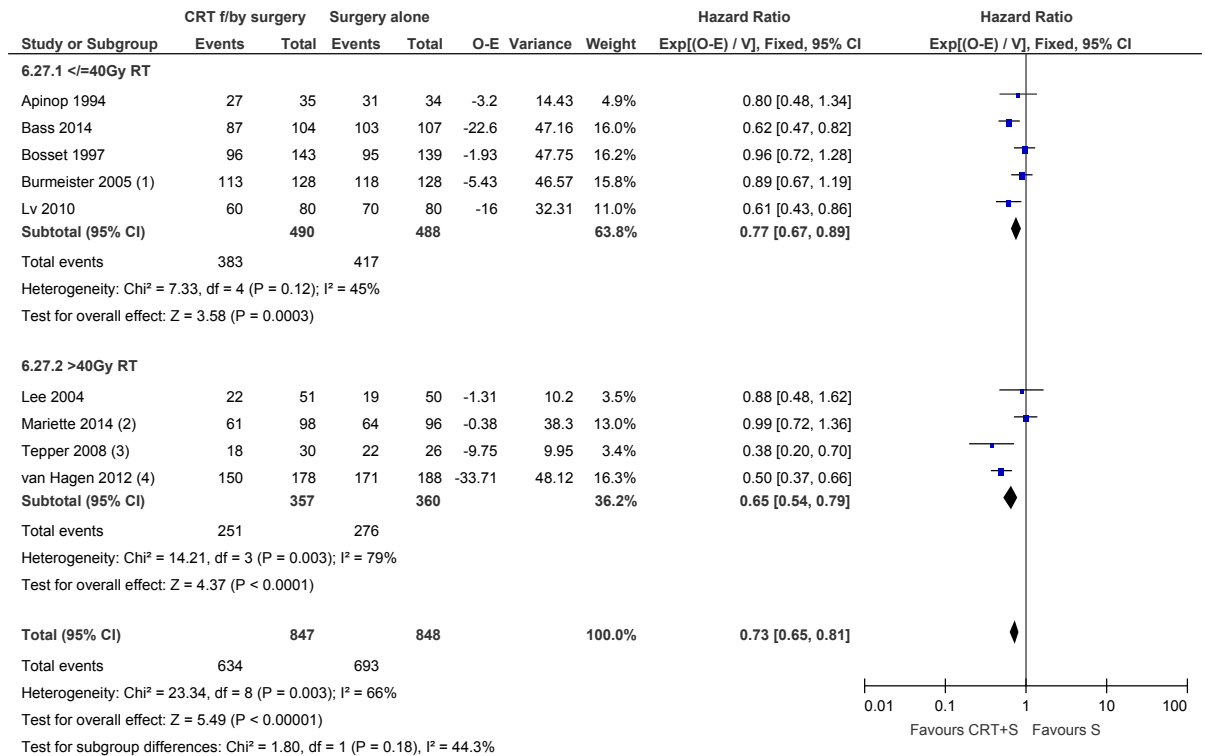 CRT f/by surgery Surgery alone Hazard Ratio Hazard Ratio
Study or Subgroup Events Total Events Total O-E Variance Weight Exp[(O-E) / V], Fixed, 95% CI Exp[(O-E) / V], Fixed, 95% CI
6.27.1 </=40Gy RT
Apinop 1994 27 35 31 34 -3.2 14.43 4.9% 0.80 [0.48, 1.34]
Bass 2014 87 104 103 107 -22.6 47.16 16.0% 0.62 [0.47, 0.82]
Bosset 1997 96 143 95 139 -1.93 47.75 16.2% 0.96 [0.72, 1.28]
Burmeister 2005 (1) 113 128 118 128 -5.43 46.57 15.8% 0.89 [0.67, 1.19]
Lv 2010 60 80 70 80 -16 32.31 11.0% 0.61 [0.43, 0.86]
Subtotal (95% CI) 490 488 63.8% 0.77 [0.67, 0.89]
Total events 383 417
Heterogeneity: Chi² = 7.33, df = 4 (P = 0.12); I² = 45%
Test for overall effect: Z = 3.58 (P = 0.0003)
6.27.2 >40Gy RT
Lee 2004 22 51 19 50 -1.31 10.2 3.5% 0.88 [0.48, 1.62]
Mariette 2014 (2) 61 98 64 96 -0.38 38.3 13.0% 0.99 [0.72, 1.36]
Tepper 2008 (3) 18 30 22 26 -9.75 9.95 3.4% 0.38 [0.20, 0.70]
van Hagen 2012 (4) 150 178 171 188 -33.71 48.12 16.3% 0.50 [0.37, 0.66]
Subtotal (95% CI) 357 360 36.2% 0.65 [0.54, 0.79]
Total events 251 276
Heterogeneity: Chi² = 14.21, df = 3 (P = 0.003); I² = 79%
Test for overall effect: Z = 4.37 (P < 0.0001)
Total (95% CI) 847 848 100.0% 0.73 [0.65, 0.81]
Total events 634 693
Heterogeneity: Chi² = 23.34, df = 8 (P = 0.003); I² = 66%
Test for overall effect: Z = 5.49 (P < 0.00001)
Test for subgroup differences: Chi² = 1.80, df = 1 (P = 0.18), I² = 44.3%
0.01 0.1 1 10 100
Favours CRT+S Favours S